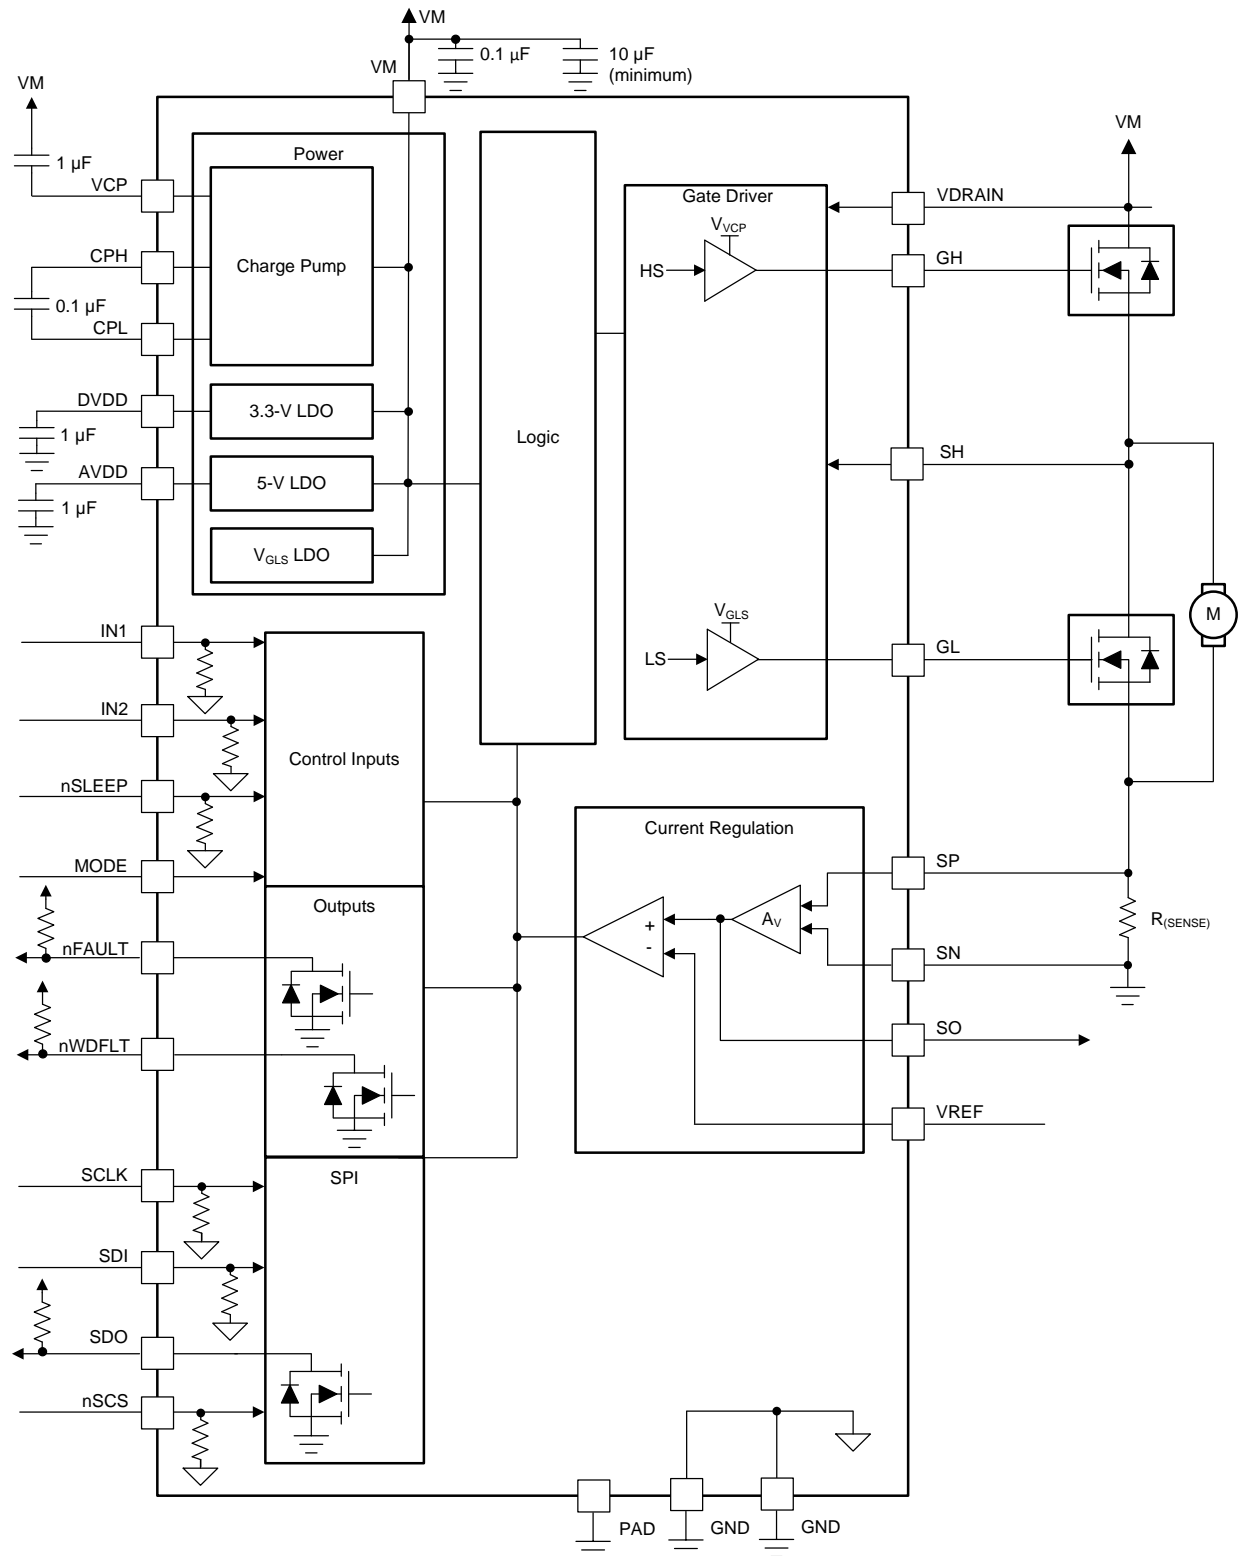 VM
VM
0.1 µF
10 µF
(minimum)
VM
1 µF
VCP
CPH
0.1 µF
CPL
DVDD
1 µF
AVDD
1 µF
Power
Charge Pump
3.3-V LDO
5-V LDO
VGLS LDO
Logic
Gate Driver
VVCP
HS
VGLS
LS
VM
VDRAIN
GH
SH
GL
M
IN1
IN2
nSLEEP
MODE
nFAULT
nWDFLT
SCLK
SDI
SDO
nSCS
Control Inputs
Outputs
SPI
Current Regulation
+
-
AV
SP
R(SENSE)
SN
SO
VREF
PAD
GND
GND